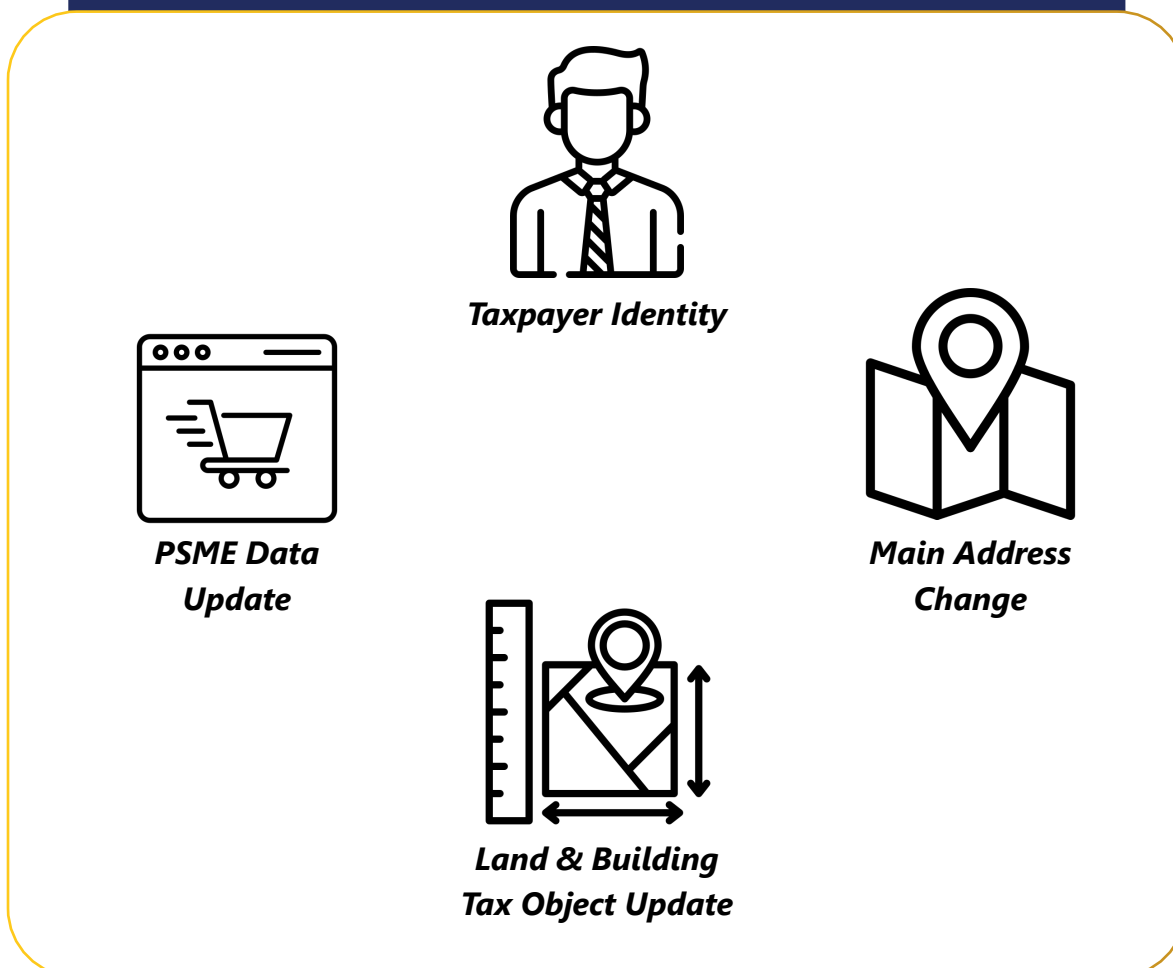 Taxpayer Identity
PSME Data
Update
Main Address
Change
Land & Building
Tax Object Update